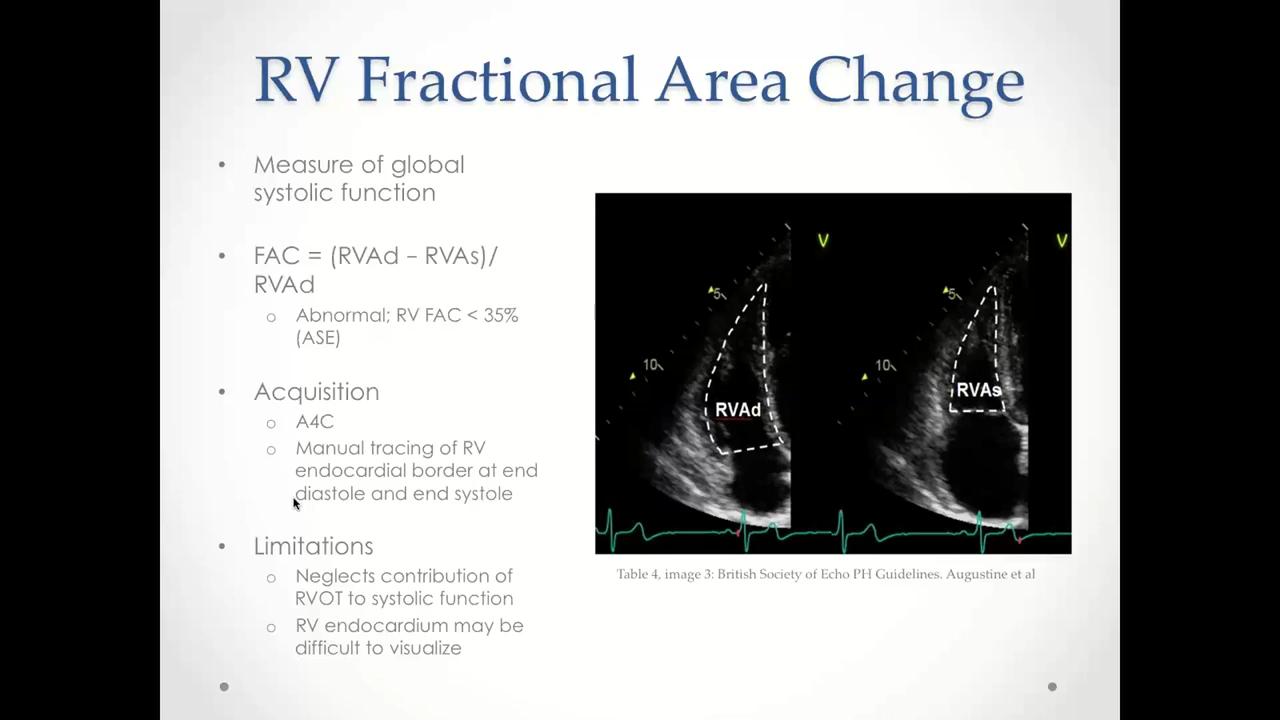 RV Fractional Area Change
• Measure of global
systolic function
• FAC = (RVAd – RVAs)/
RVAd
o Abnormal; RV FAC < 35%
(ASE)
• Acquisition
o A4C
o Manual tracing of RV
endocardial border at end
diastole and end systole
• Limitations
o Neglects contribution of
RVOT to systolic function
o RV endocardium may be
difficult to visualize
V
5
10
RVAd
V
5
10
RVAs
Table 4, image 3: British Society of Echo PH Guidelines. Augustine et al